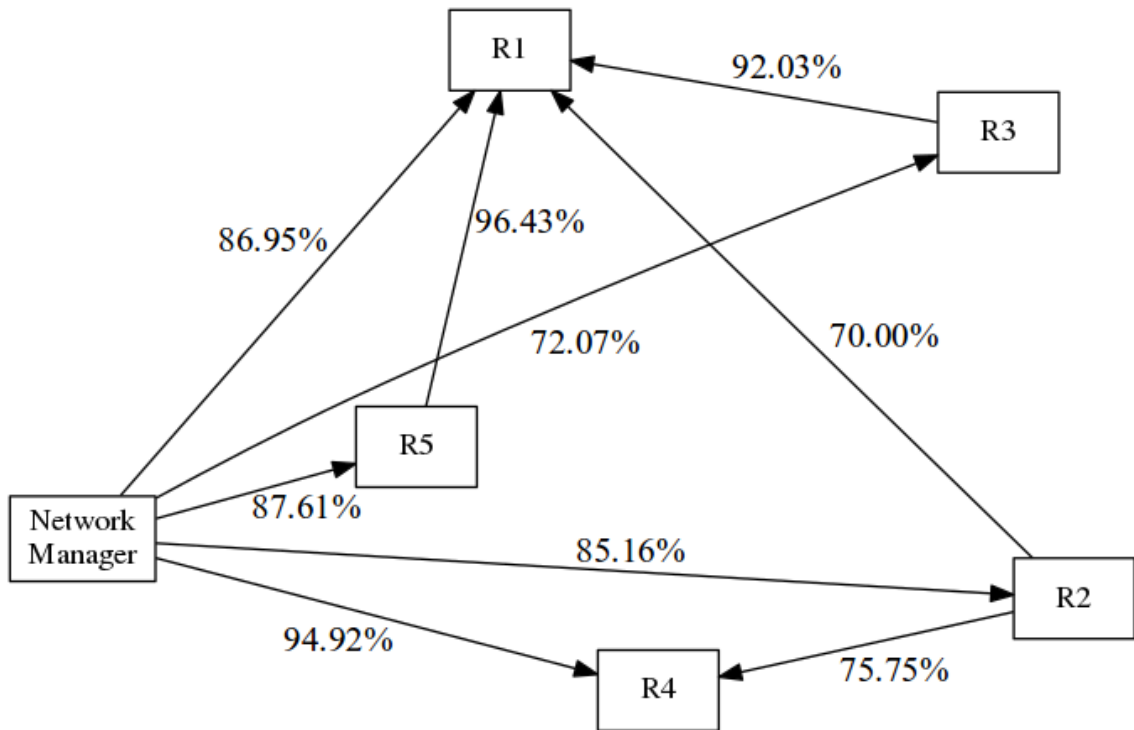 R1
92.03%
R3
86.95%
96.43%
72.07%
70.00%
R5
87.61%
Network
Manager
85.16%
R2
94.92%
75.75%
R4